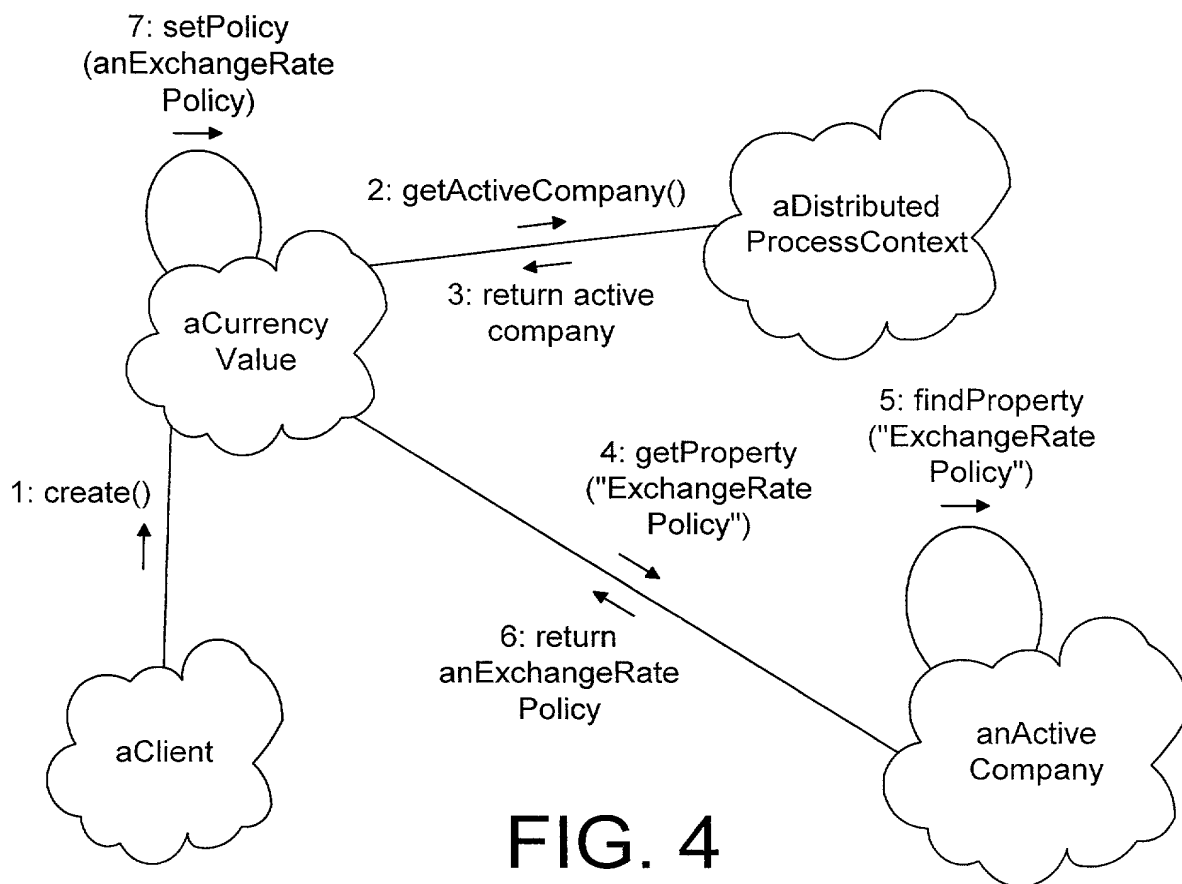 7: setPolicy
(anExchangeRate
Policy)
2: getActiveCompany()
aDistributed
ProcessContext
3: return active
company
aCurrency
Value
5: findProperty
("ExchangeRate
Policy")
4: getProperty
("ExchangeRate
Policy")
1: create()
6: return
anExchangeRate
Policy
aClient
anActive
Company
FIG. 4